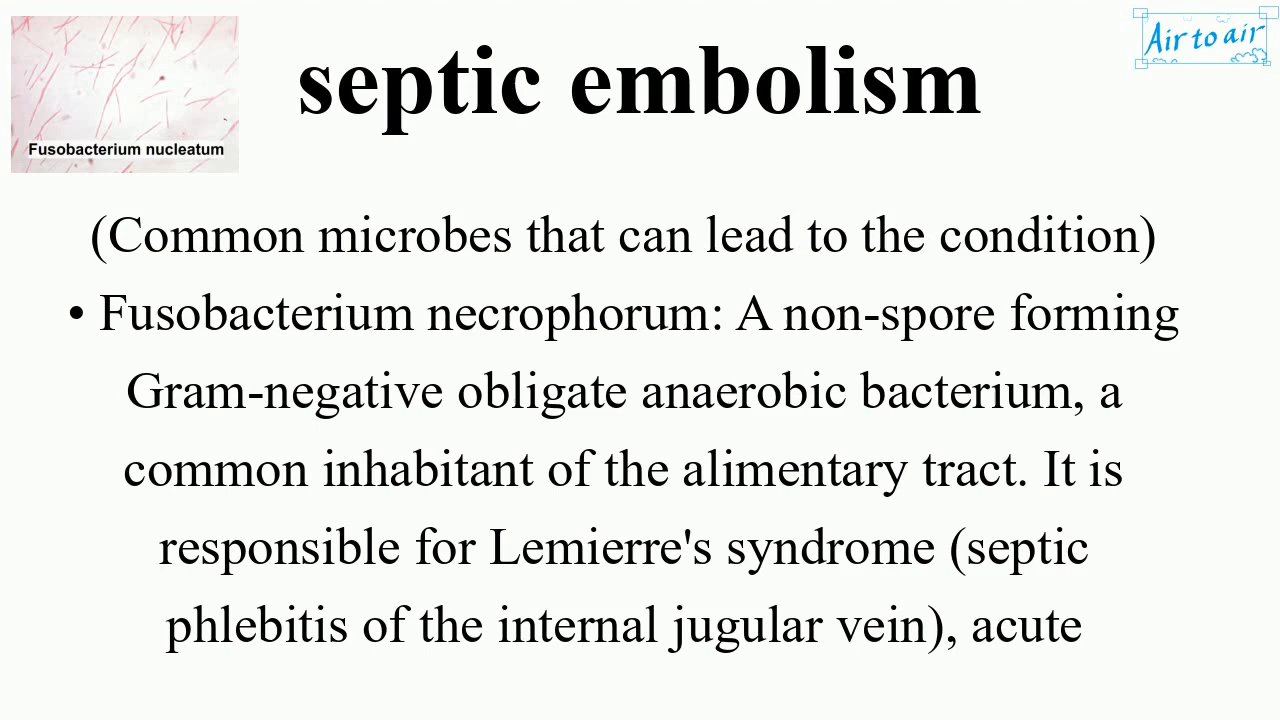 Air to air
septic embolism
Fusobacterium nucleatum
(Common microbes that can lead to the condition)
• Fusobacterium necrophorum: A non-spore forming
Gram-negative obligate anaerobic bacterium, a
common inhabitant of the alimentary tract. It is
responsible for Lemierre's syndrome (septic
phlebitis of the internal jugular vein), acute